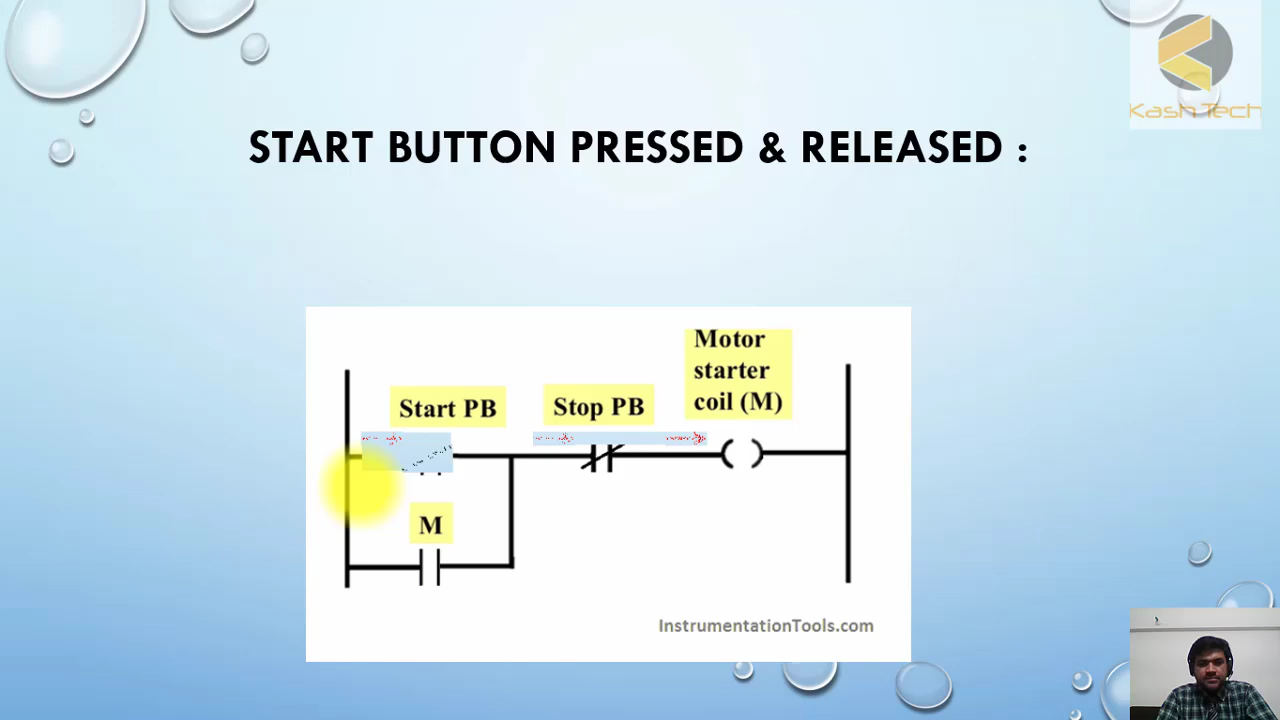 Kash Tech
START BUTTON PRESSED & RELEASED :
Motor
starter
coil (M)
Start PB
Stop PB
M
InstrumentationTools.com